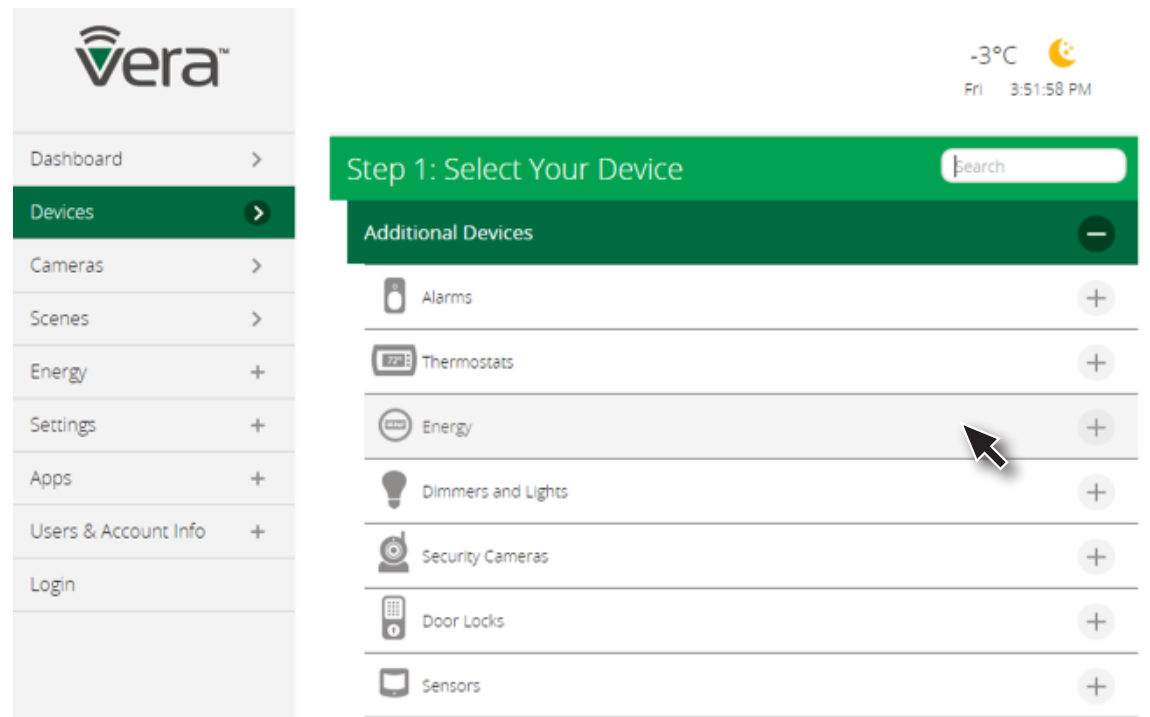 vera™
-3°C
Fri 3:51:58 PM
Dashboard
Devices
Cameras
Scenes
Energy
Settings
Apps
Users & Account Info
Login
Step 1: Select Your Device
Search
Additional Devices
Alarms
72°
Thermostats
Energy
Dimmers and Lights
Security Cameras
Door Locks
Sensors